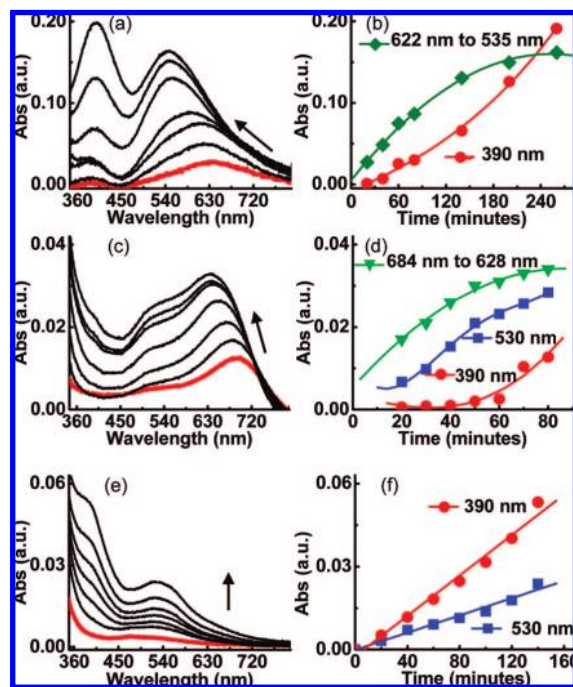 (a)
Abs (a.u.)
0.20
0.10
0.00
360 450 540 630 720
Wavelength (nm)
(b)
622 nm to 535 nm
390 nm
Abs (a.u.)
0.20
0.10
0.00
0 60 120 180 240
Time (minutes)
(c)
Abs (a.u.)
0.04
0.02
0.00
360 450 540 630 720
Wavelength (nm)
(d)
684 nm to 628 nm
530 nm
390 nm
Abs (a.u.)
0.04
0.02
0.00
0 20 40 60 80
Time (minutes)
(e)
Abs (a.u.)
0.06
0.03
0.00
360 450 540 630 720
Wavelength (nm)
(f)
390 nm
530 nm
Abs (a.u.)
0.06
0.03
0.00
0 40 80 120 160
Time (minutes)